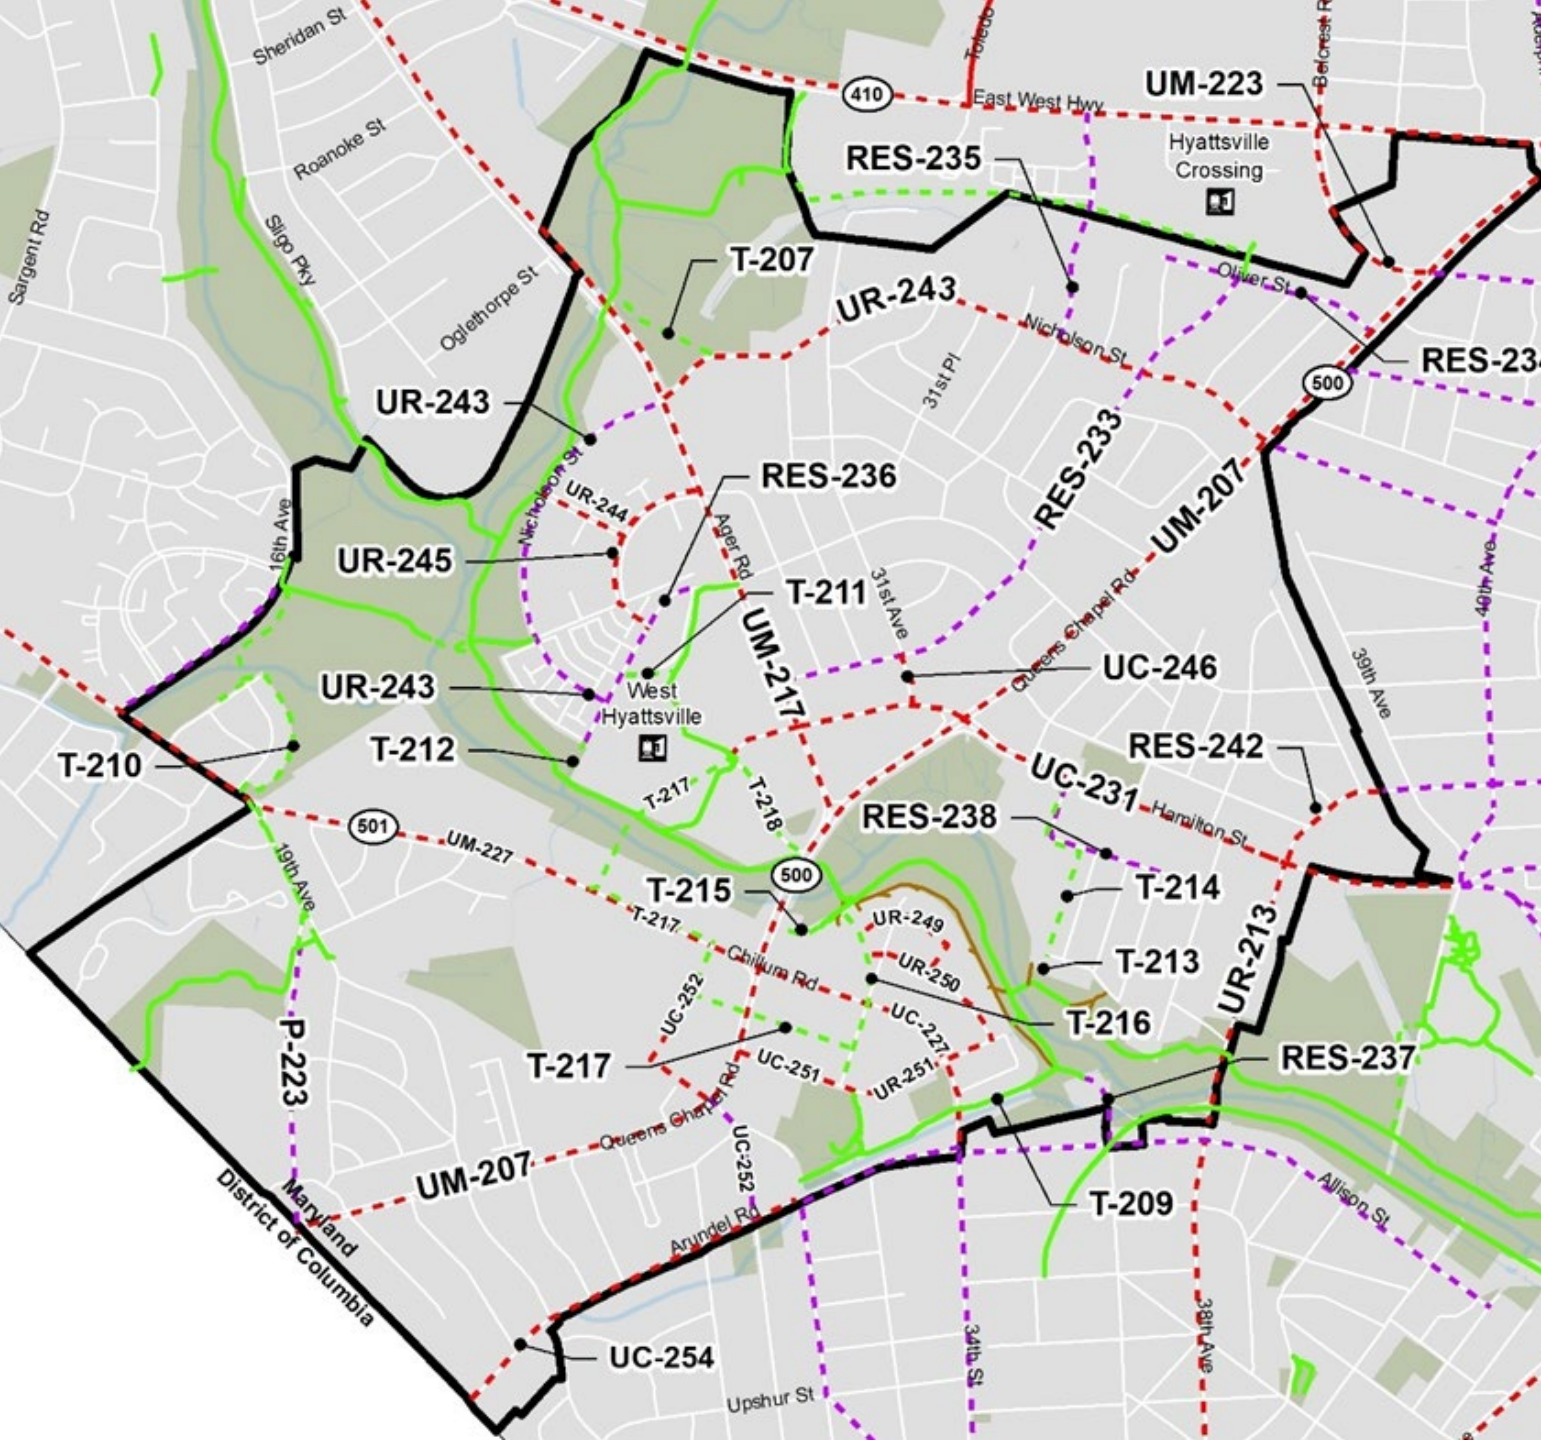 Sheridan St
Toledo
Belcrest R
410
East West Hwy
UM-223
Roanoke St
RES-235
Hyattsville
Crossing
Sargent Rd
Sligo Pky
T-207
Oglethorpe St
UR-243
Oliver St
Nicholson St
RES-234
31st Pl
500
UR-243
RES-233
RES-236
UR-244
Nicholson St
UM-207
16th Ave
UR-245
Ager Rd
T-211
31st Ave
40th Ave
Queens Chapel Rd
UM-217
UC-246
39th Ave
UR-243
West
Hyattsville
T-212
T-210
RES-242
UC-231
T-217
T-218
Hamilton St
RES-238
501
UM-227
19th Ave
500
T-215
T-214
T-217
UR-249
Chillum Rd
UR-250
T-213
UR-213
UC-252
UC-227
T-216
P-223
T-217
UC-251
UR-251
RES-237
Queens Chapel Rd
UC-252
UM-207
Maryland
District of Columbia
Arundel Rd
T-209
Allison St
UC-254
34th St
38th Ave
Upshur St